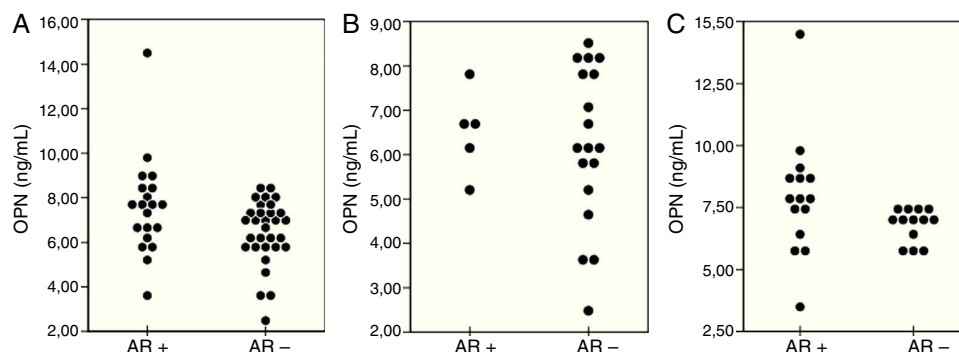 A
OPN (ng/mL)
16,00
14,00
12,00
10,00
8,00
6,00
4,00
2,00
AR +
AR –
B
OPN (ng/mL)
9,00
8,00
7,00
6,00
5,00
4,00
3,00
2,00
AR +
AR –
C
OPN (ng/mL)
15,50
12,50
10,00
7,50
5,00
2,50
AR +
AR –